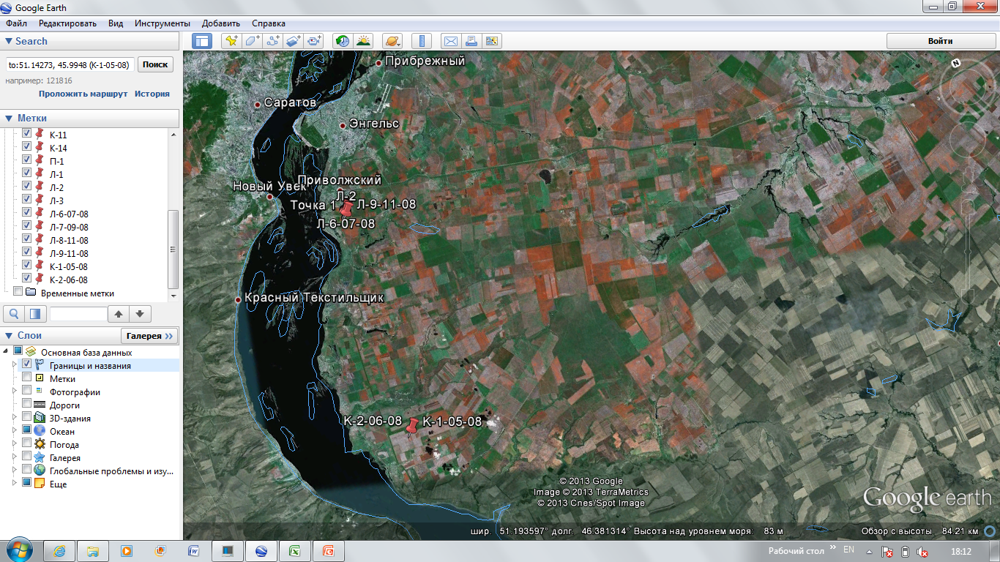 Google Earth
Файл Редактировать Вид Инструменты Добавить Справка
Search
to:51.14273, 45.9948 (K-1-05-08) Поиск
например: 121816
Проложить маршрут История
Метки
К-11
К-14
П-1
Л-1
Л-2
Л-3
Л-6-07-08
Л-7-09-08
Л-8-11-08
Л-9-11-08
К-1-05-08
К-2-06-08
Временные метки
Слои Галерея
Основная база данных
Границы и названия
Метки
Фотографии
Дороги
3D-здания
Океан
Погода
Галерея
Глобальные проблемы и изу...
Еще
Войти
N
Прибрежный
Саратов
Энгельс
Приволжский
Новый Увек
Л-2
Точка 1 Л-9-11-08
Л-6-07-08
Красный Текстильщик
К-2-06-08 К-1-05-08
© 2013 Google
Image © 2013 TerraMetrics
© 2013 Cnes/Spot Image
Google earth
шир. 51.193597° долг. 46.381314° Высота над уровнем моря: 83 м Обзор с высоты 84.21 км
Рабочий стол » EN 18:12